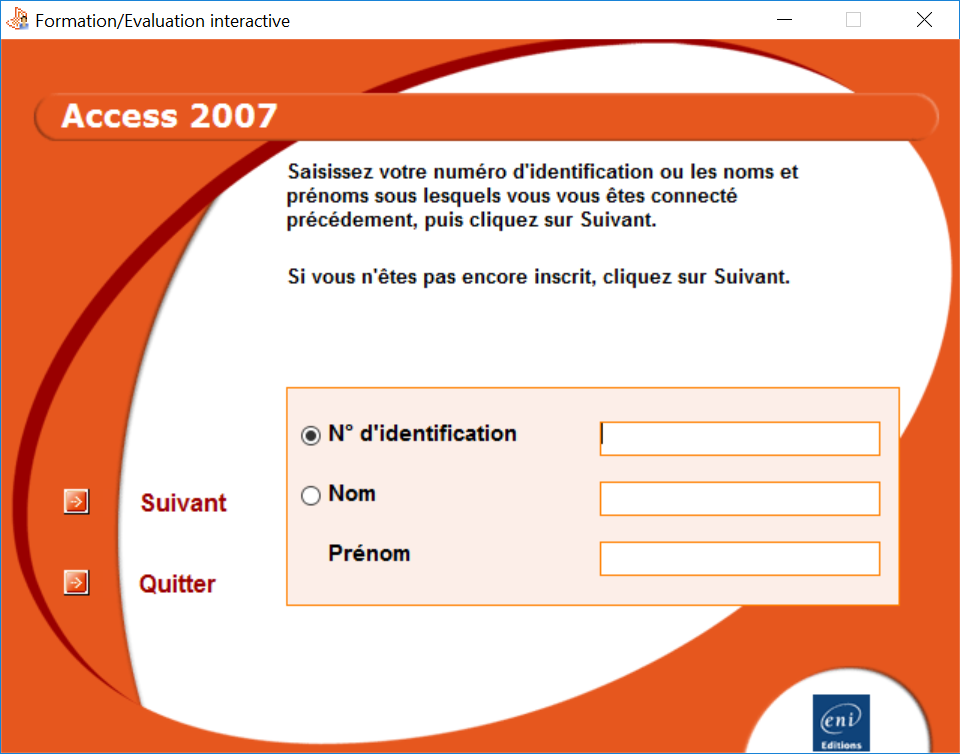 Formation/Evaluation interactive
Access 2007
Saisissez votre numéro d'identification ou les noms et
prénoms sous lesquels vous vous êtes connecté
précédement, puis cliquez sur Suivant.
Si vous n'êtes pas encore inscrit, cliquez sur Suivant.
N° d'identification
Nom
Prénom
Suivant
Quitter
eni
Editions